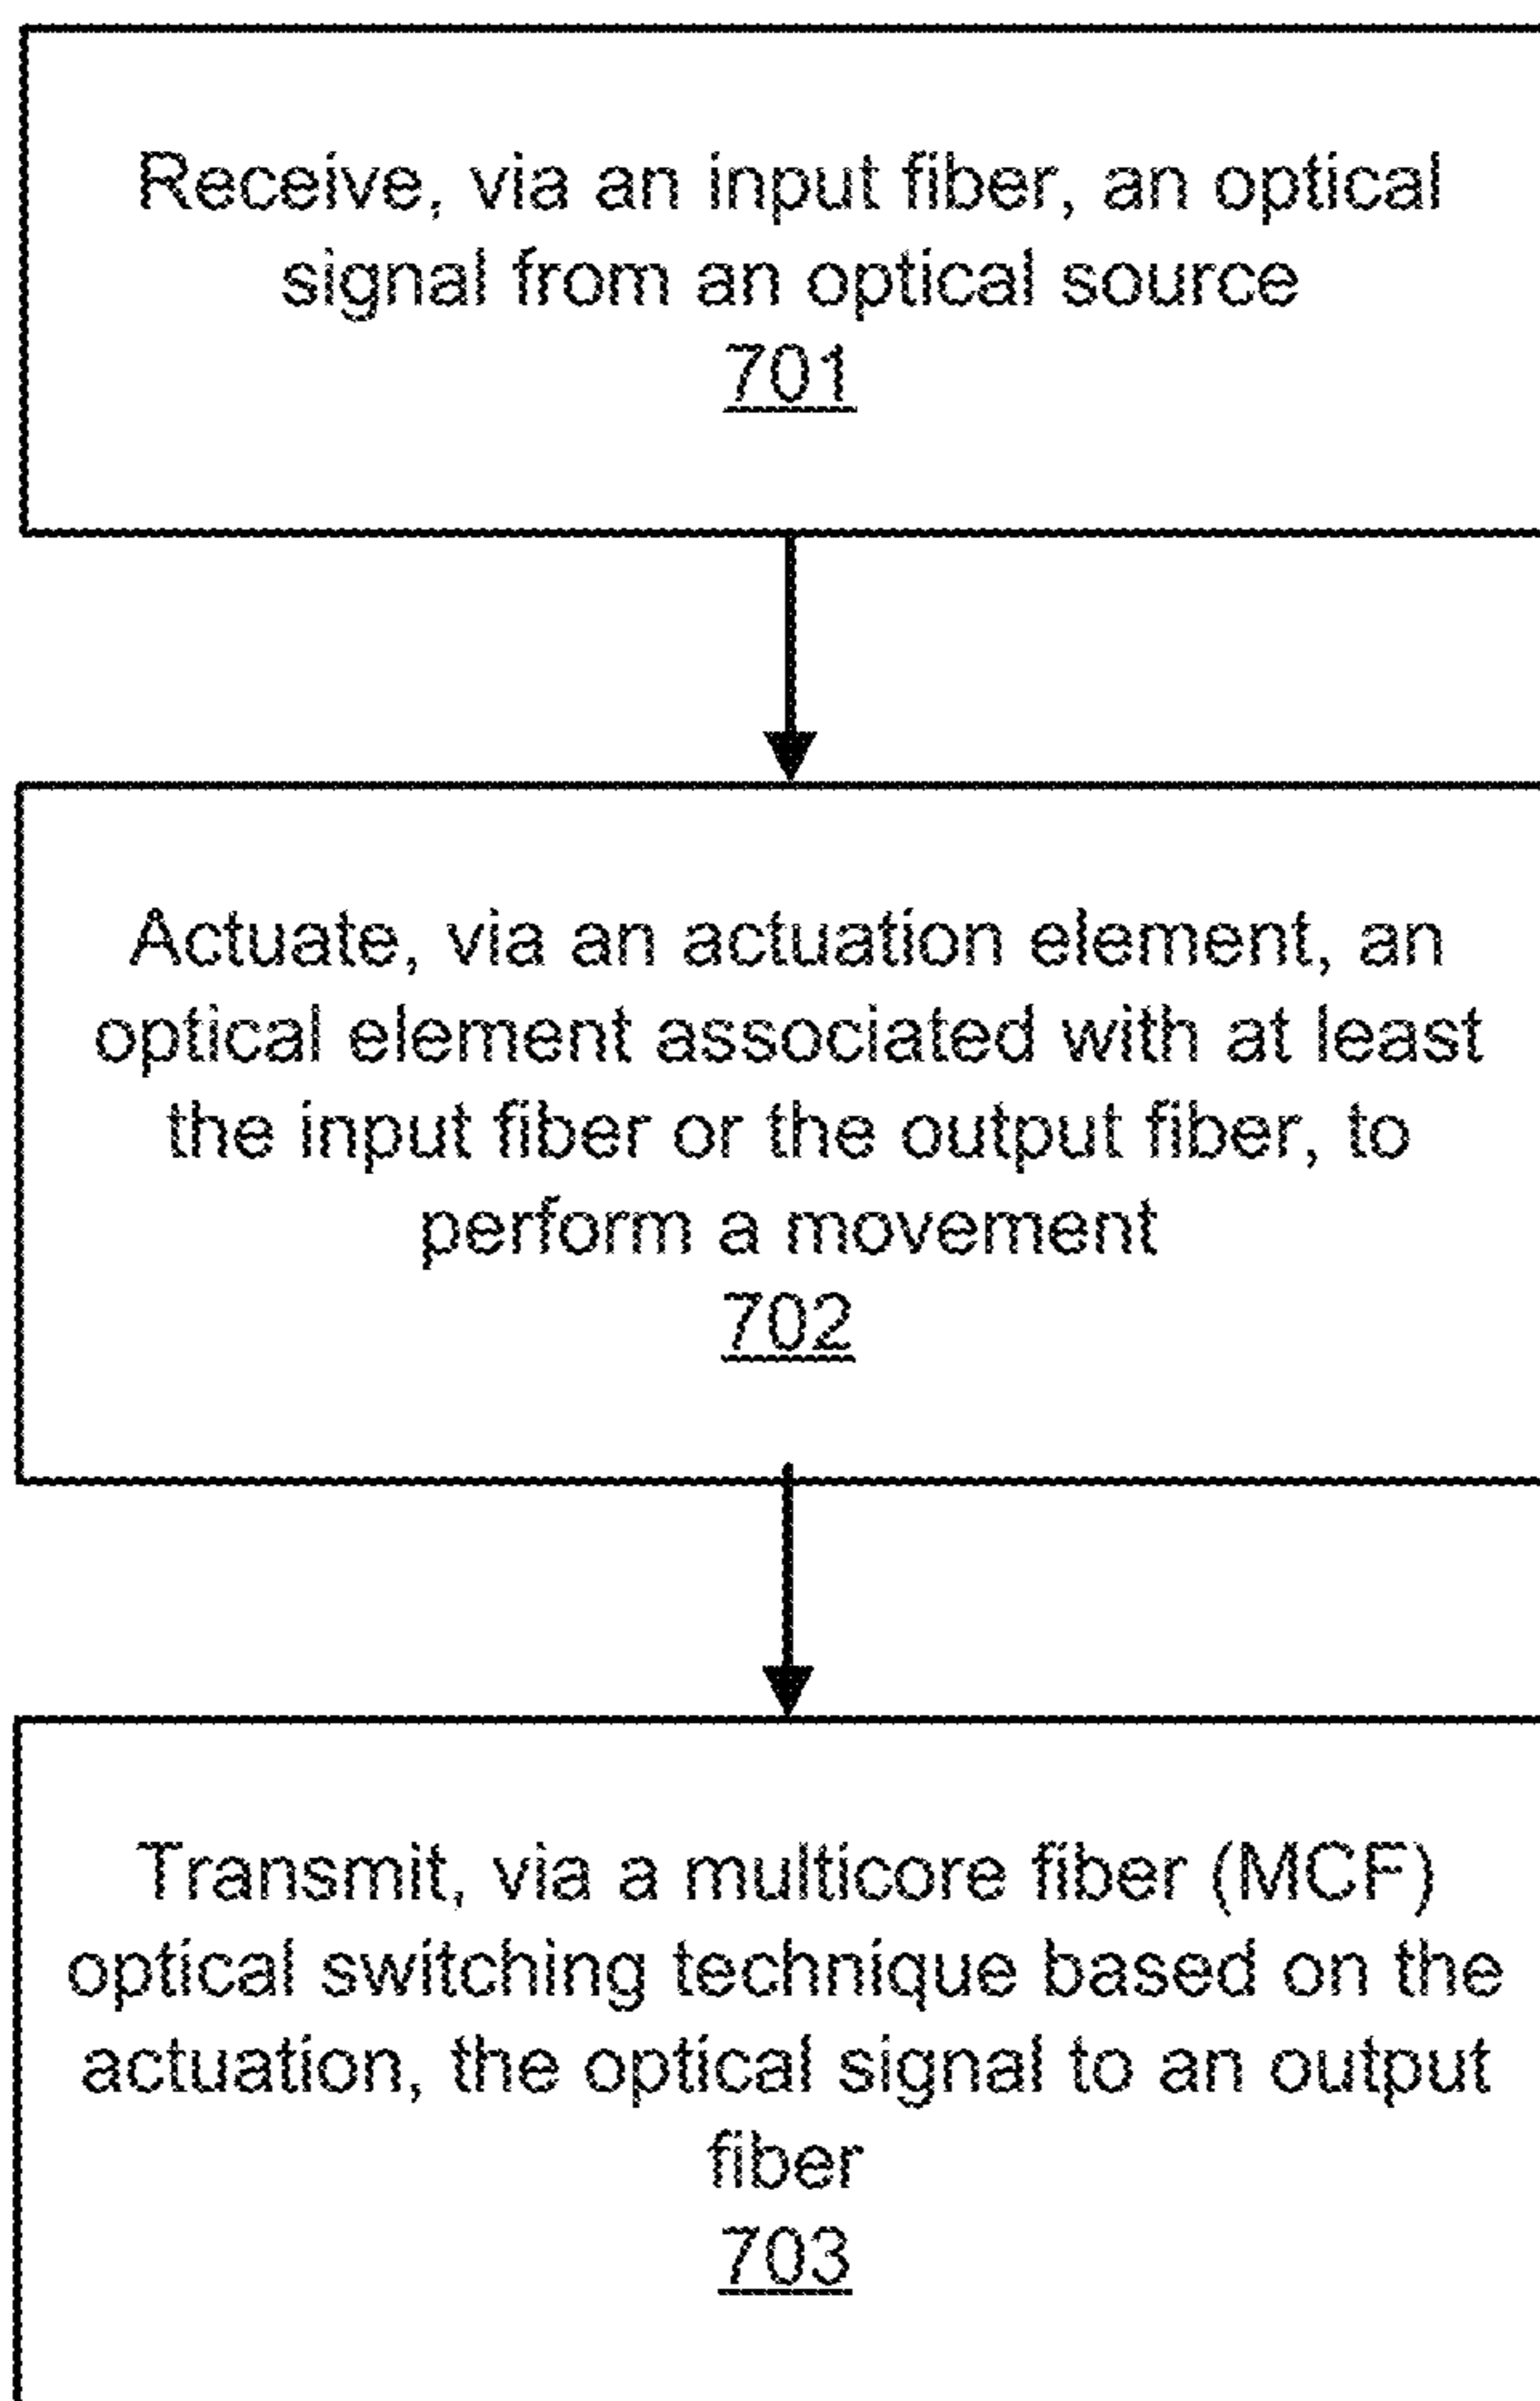 Receive, via an input fiber, an optical
signal from an optical source
701
Actuate, via an actuation element, an
optical element associated with at least
the input fiber or the output fiber, to
perform a movement
702
Transmit, via a multicore fiber (MCF)
optical switching technique based on the
actuation, the optical signal to an output
fiber
703